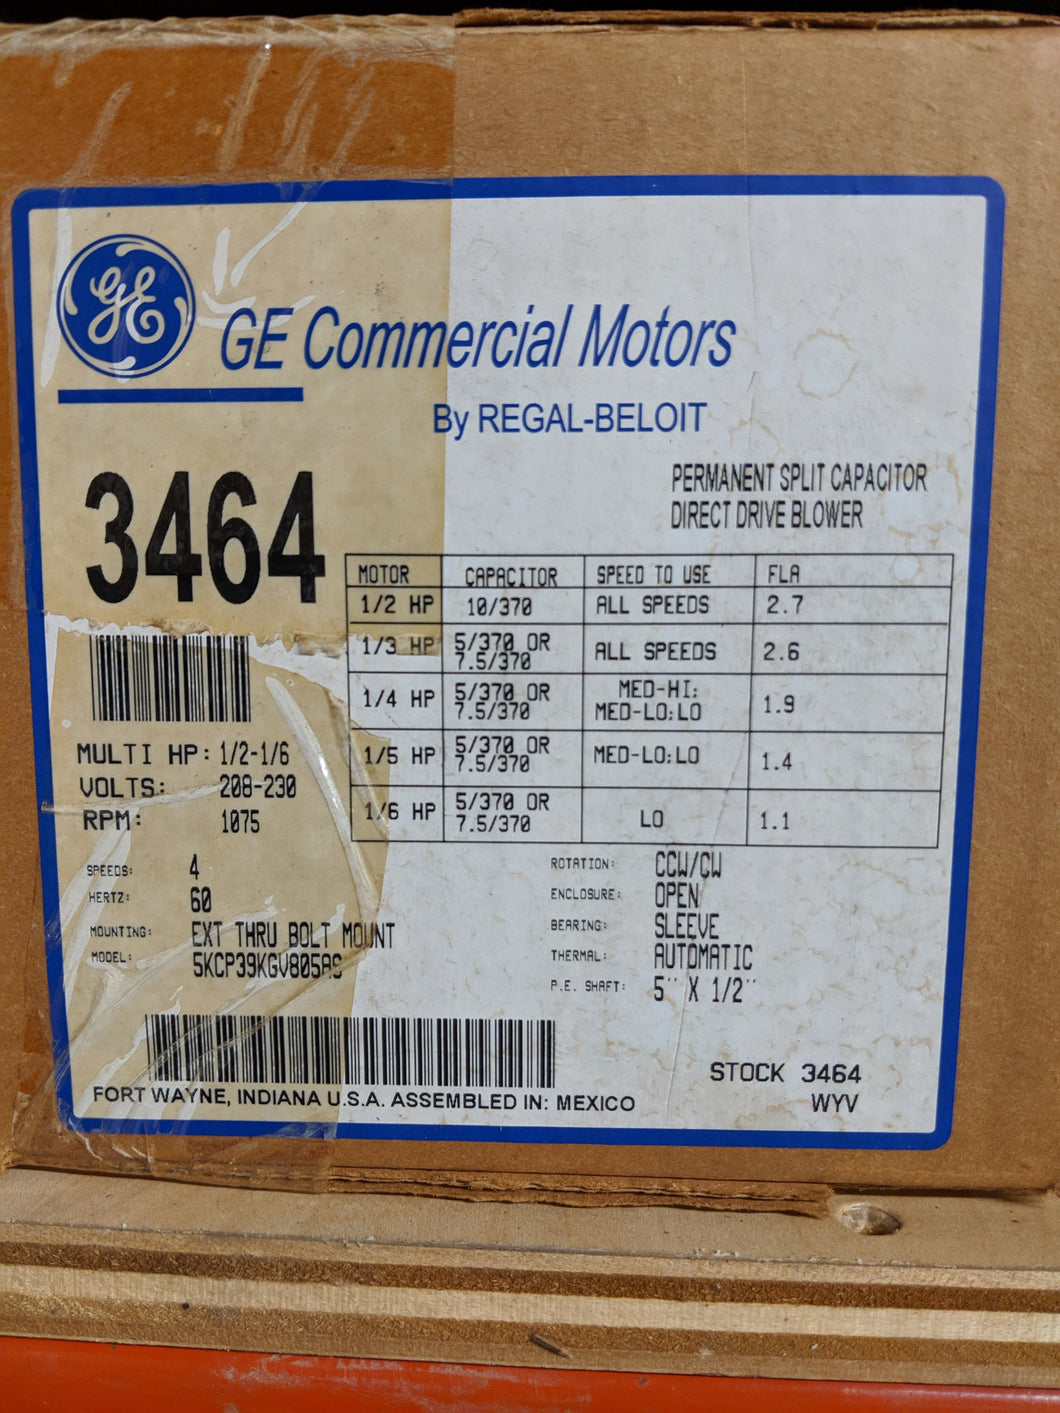 GE
GE Commercial Motors
By REGAL-BELOIT
3464
PERMANENT SPLIT CAPACITOR
DIRECT DRIVE BLOWER
MOTOR CAPACITOR SPEED TO USE FLA
1/2 HP 10/370 ALL SPEEDS 2.7
1/3 HP 5/370 OR 7.5/370 ALL SPEEDS 2.6
1/4 HP 5/370 OR 7.5/370 MED-HI; MED-LO;LO 1.9
1/5 HP 5/370 OR 7.5/370 MED-LO;LO 1.4
1/6 HP 5/370 OR 7.5/370 LO 1.1
MULTI HP: 1/2-1/6
VOLTS: 208-230
RPM: 1075
SPEEDS: 4
HERTZ: 60
MOUNTING: EXT THRU BOLT MOUNT
MODEL: 5KCP39KGV805AS
ROTATION: CCW/CW
ENCLOSURE: OPEN
BEARING: SLEEVE
THERMAL: AUTOMATIC
P.E. SHAFT: 5" X 1/2"
STOCK 3464
WYV
FORT WAYNE, INDIANA U.S.A. ASSEMBLED IN: MEXICO